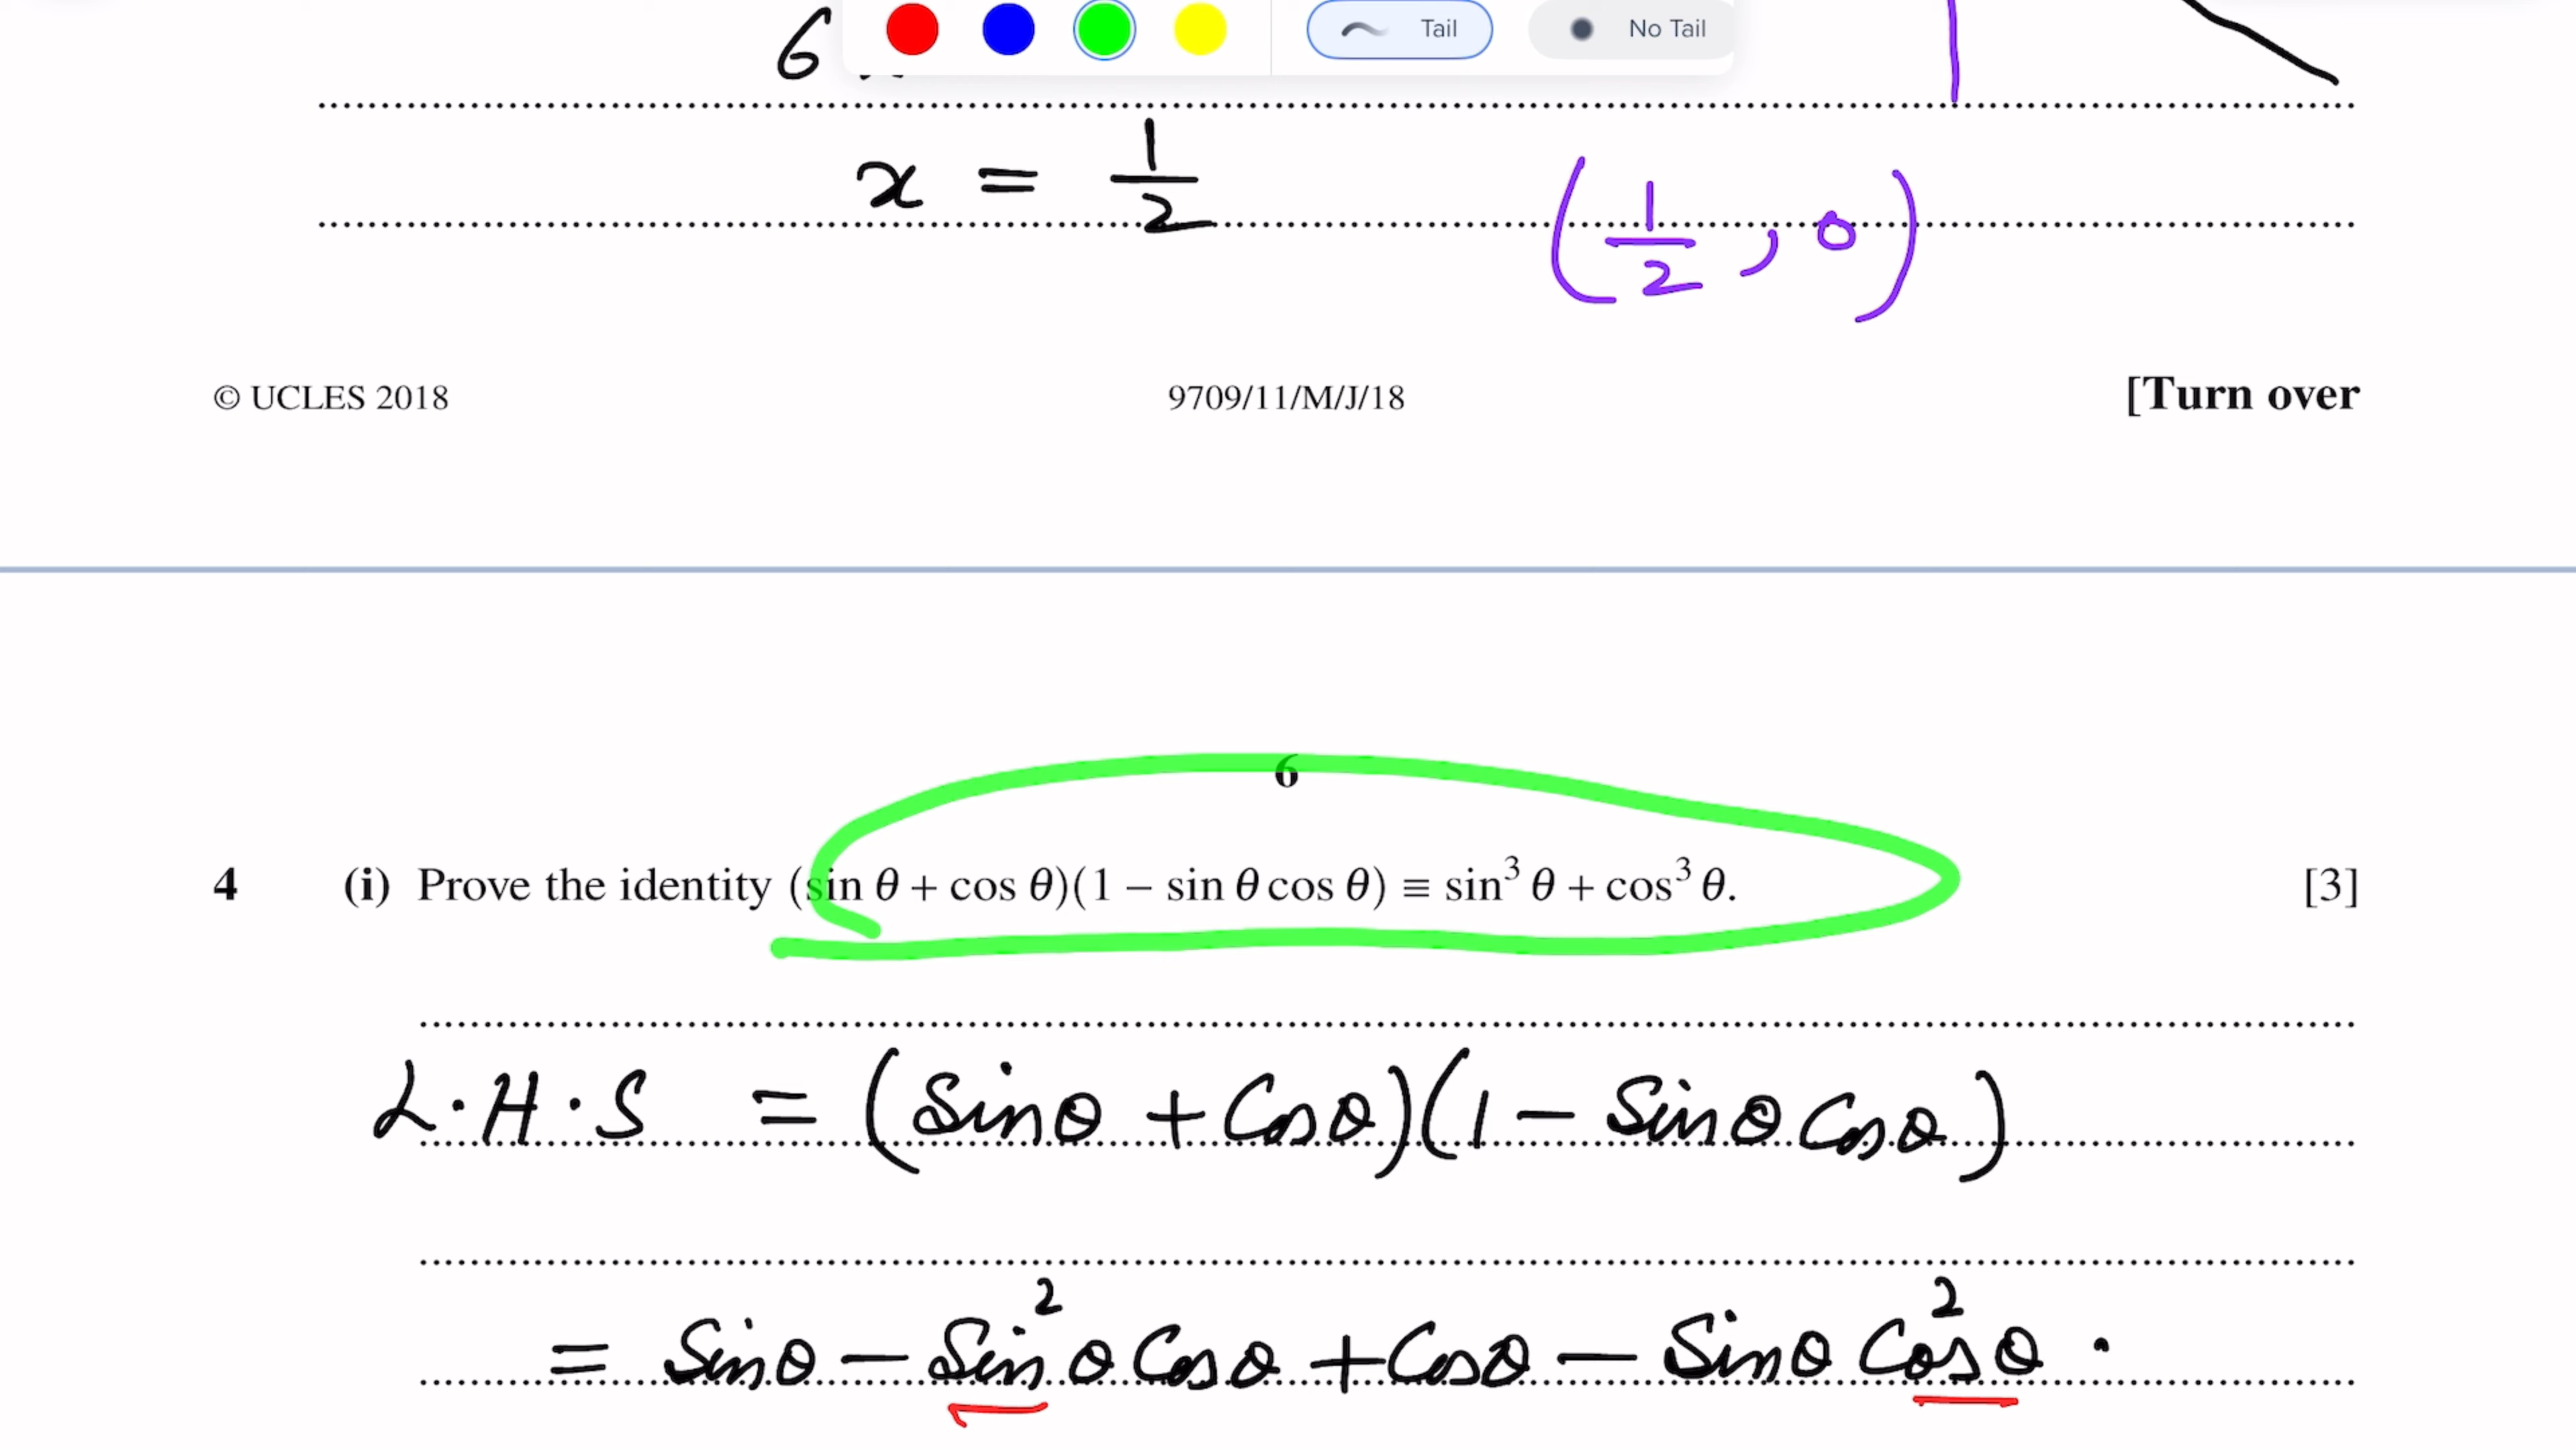 Tail No Tail
6
x = 1/2
(1/2, 0)
© UCLES 2018 9709/11/M/J/18 [Turn over
6
4 (i) Prove the identity (sin θ + cos θ)(1 − sin θ cos θ) ≡ sin³ θ + cos³ θ. [3]
L.H.S = (Sinθ + Cosθ)(1 − Sinθ Cosθ)
= Sinθ − Sin²θ Cosθ + Cosθ − Sinθ Cos²θ .